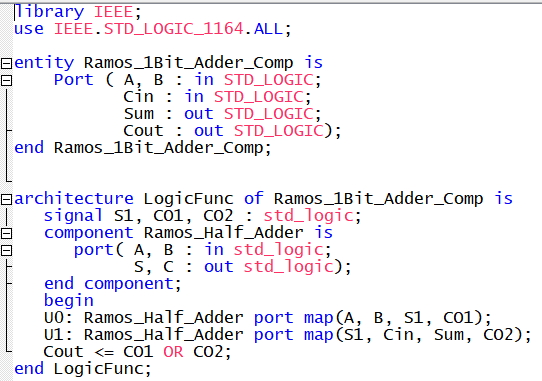 library IEEE;
use IEEE.STD_LOGIC_1164.ALL;
entity Ramos_1Bit_Adder_Comp is
Port ( A, B : in STD_LOGIC;
Cin : in STD_LOGIC;
Sum : out STD_LOGIC;
Cout : out STD_LOGIC);
end Ramos_1Bit_Adder_Comp;
architecture LogicFunc of Ramos_1Bit_Adder_Comp is
signal S1, CO1, CO2 : std_logic;
component Ramos_Half_Adder is
port( A, B : in std_logic;
S, C : out std_logic);
end component;
begin
U0: Ramos_Half_Adder port map(A, B, S1, CO1);
U1: Ramos_Half_Adder port map(S1, Cin, Sum, CO2);
Cout <= CO1 OR CO2;
end LogicFunc;